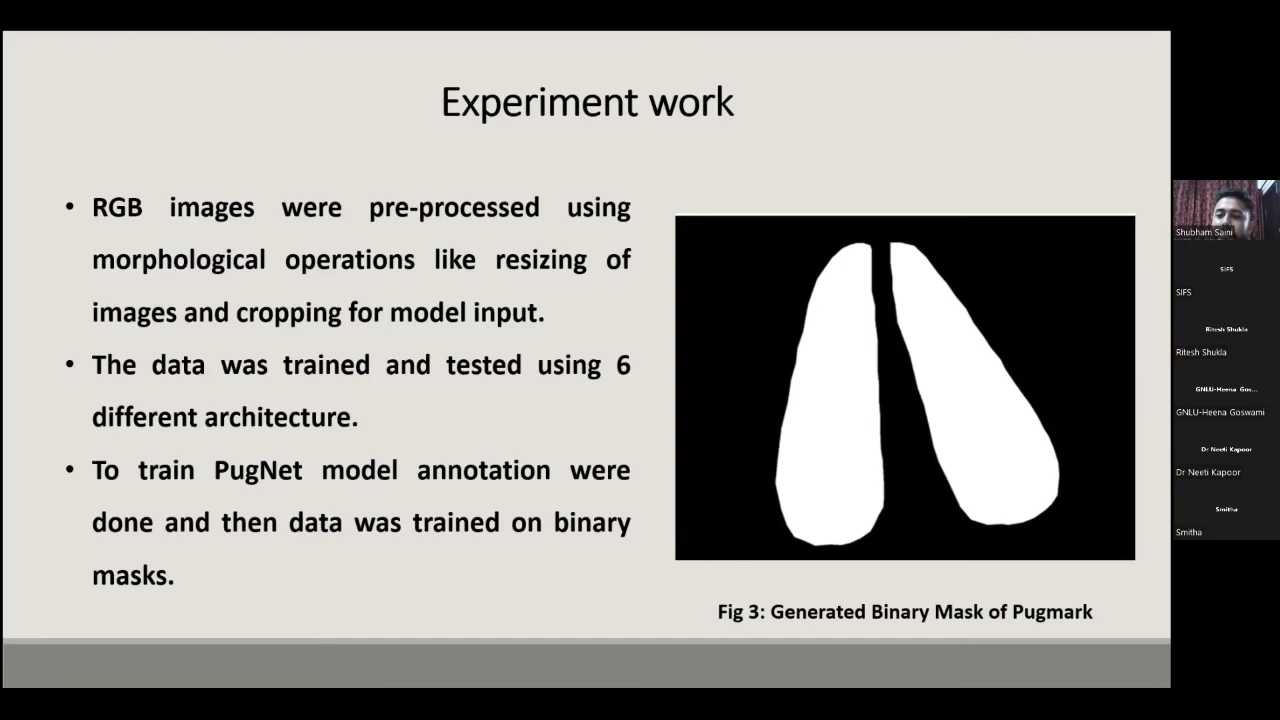 Experiment work
• RGB images were pre-processed using
morphological operations like resizing of
images and cropping for model input.
• The data was trained and tested using 6
different architecture.
• To train PugNet model annotation were
done and then data was trained on binary
masks.
Fig 3: Generated Binary Mask of Pugmark
Shubham Saini
SIFS
SIFS
Ritesh Shukla
Ritesh Shukla
GNLU-Heena Gos...
GNLU-Heena Goswami
Dr Neeti Kapoor
Dr Neeti Kapoor
Smitha
Smitha